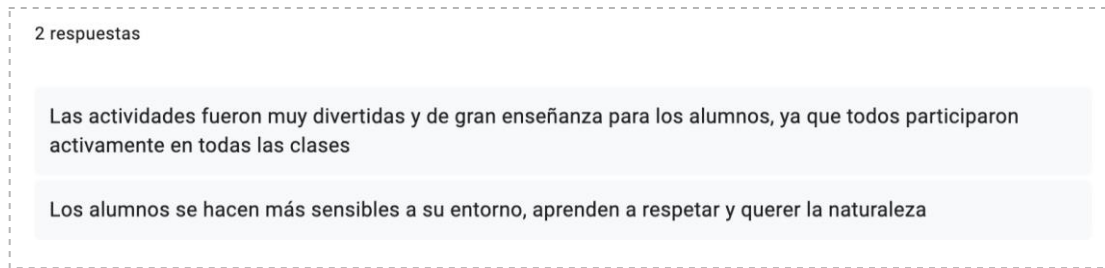 2 respuestas
Las actividades fueron muy divertidas y de gran enseñanza para los alumnos, ya que todos participaron
activamente en todas las clases
Los alumnos se hacen más sensibles a su entorno, aprenden a respetar y querer la naturaleza